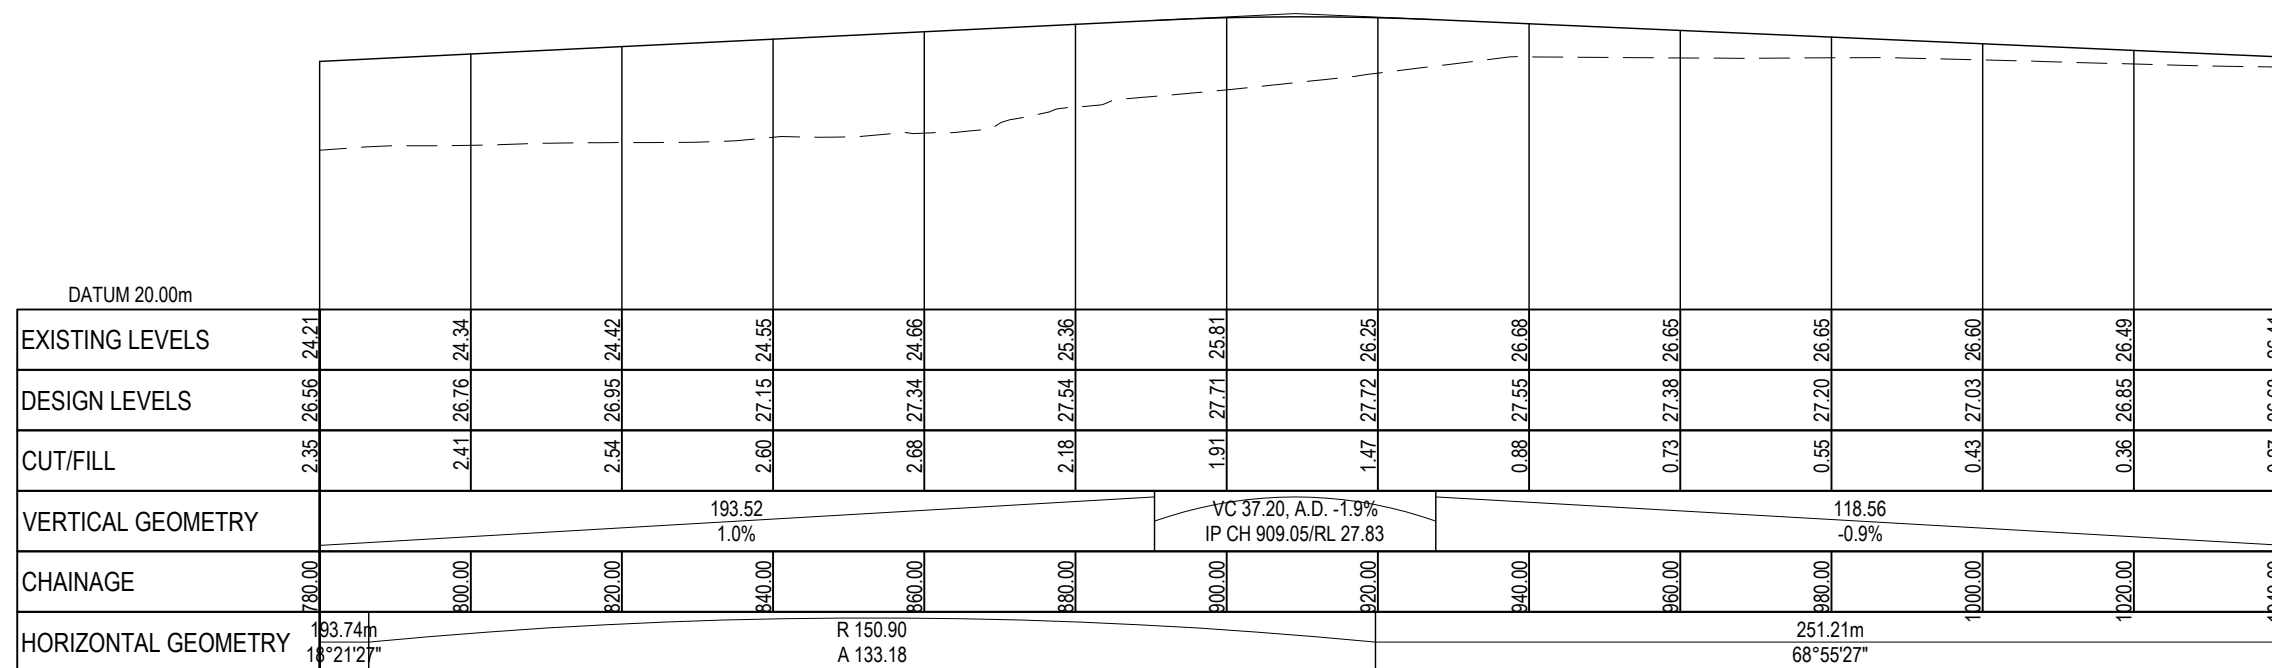 DATUM 20.00m
EXISTING LEVELS 24.21 24.34 24.42 24.55 24.66 25.36 25.81 26.25 26.68 26.65 26.65 26.60 26.49
DESIGN LEVELS 26.56 26.76 26.95 27.15 27.34 27.54 27.71 27.72 27.55 27.38 27.20 27.03 26.85
CUT/FILL 2.35 2.41 2.54 2.60 2.68 2.18 1.91 1.47 0.88 0.73 0.55 0.43 0.36
VERTICAL GEOMETRY
193.52
1.0%
VC 37.20, A.D. -1.9%
IP CH 909.05/RL 27.83
118.56
-0.9%
CHAINAGE 780.00 800.00 820.00 840.00 860.00 880.00 900.00 920.00 940.00 960.00 980.00 1000.00 1020.00
HORIZONTAL GEOMETRY
193.74m
18°21'27"
R 150.90
A 133.18
251.21m
68°55'27"